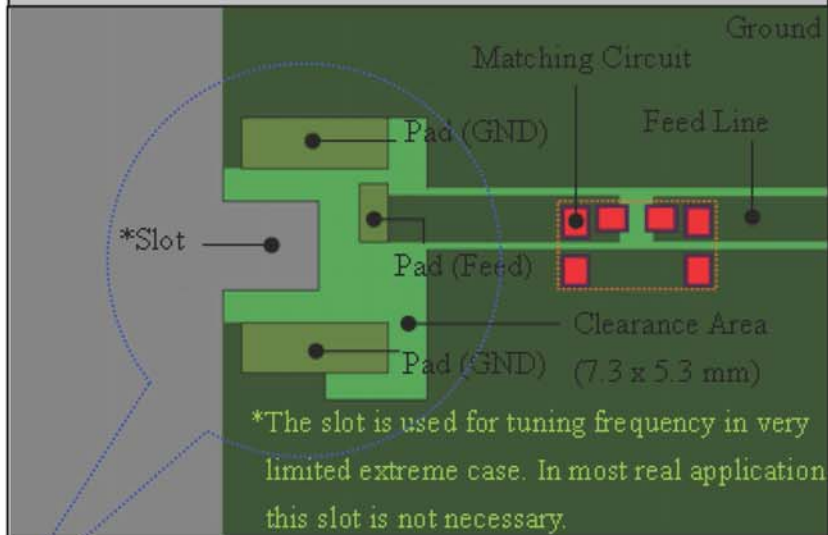 Ground
Matching Circuit
Pad (GND)
Feed Line
*Slot
Pad (Feed)
Clearance Area
Pad (GND)
(7.3 x 5.3 mm)
*The slot is used for tuning frequency in very
limited extreme case. In most real application
this slot is not necessary.